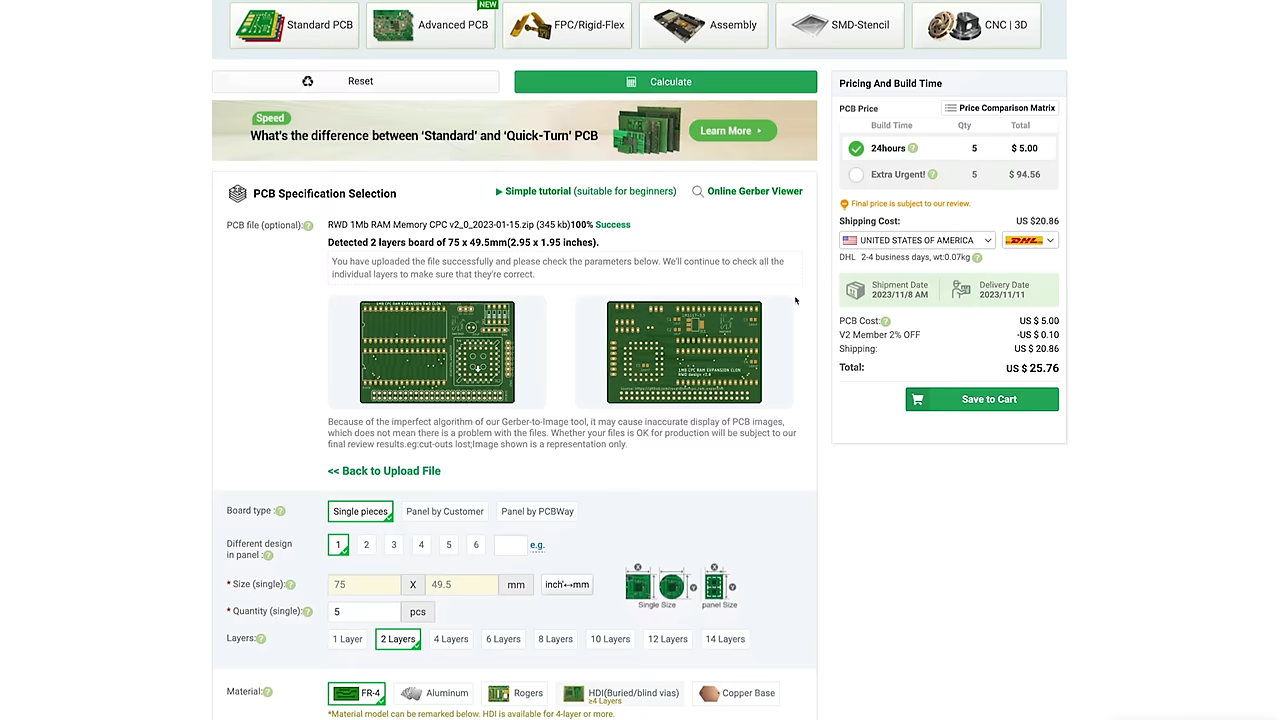 Standard PCB
Advanced PCB
NEW
FPC/Rigid-Flex
Assembly
SMD-Stencil
CNC | 3D
Reset
Calculate
Speed
What's the difference between 'Standard' and 'Quick-Turn' PCB
Learn More
PCB Specification Selection
Simple tutorial (suitable for beginners)
Online Gerber Viewer
PCB file (optional):?
RWD 1Mb RAM Memory CPC v2_0_2023-01-15.zip (345 kb)100% Success
Detected 2 layers board of 75 x 49.5mm(2.95 x 1.95 inches).
You have uploaded the file successfully and please check the parameters below. We'll continue to check all the
individual layers to make sure that they're correct.
1MB CPC RAM EXPANSION RWD CLON
1MB CPC RAM EXPANSION CLON
RWD design v2.0
Because of the imperfect algorithm of our Gerber-to-Image tool, it may cause inaccurate display of PCB images,
which does not mean there is a problem with the files. Whether your files is OK for production will be subject to our
final review results.eg:cut-outs lost;Image shown is a representation only.
<< Back to Upload File
Board type :?
Single pieces
Panel by Customer
Panel by PCBWay
Different design
in panel :?
1
2
3
4
5
6
e.g.
* Size (single):?
75
X
49.5
mm
inch'↔mm
X
Y
Single Size
X
Y
panel Size
* Quantity (single):?
5
pcs
Layers:?
1 Layer
2 Layers
4 Layers
6 Layers
8 Layers
10 Layers
12 Layers
14 Layers
Material:?
FR-4
Aluminum
Rogers
HDI(Buried/blind vias)
≥4 Layers
Copper Base
*Material model can be remarked below. HDI is available for 4-layer or more.
Pricing And Build Time
PCB Price
Price Comparison Matrix
Build Time
Qty
Total
24hours ?
5
$ 5.00
Extra Urgent! ?
5
$ 94.56
Final price is subject to our review.
Shipping Cost:
US $20.86
UNITED STATES OF AMERICA
DHL
DHL 2-4 business days, wt:0.07kg ?
Shipment Date
2023/11/8 AM
Delivery Date
2023/11/11
PCB Cost:?
US $ 5.00
V2 Member 2% OFF
-US $ 0.10
Shipping:
US $ 20.86
Total:
US $ 25.76
Save to Cart